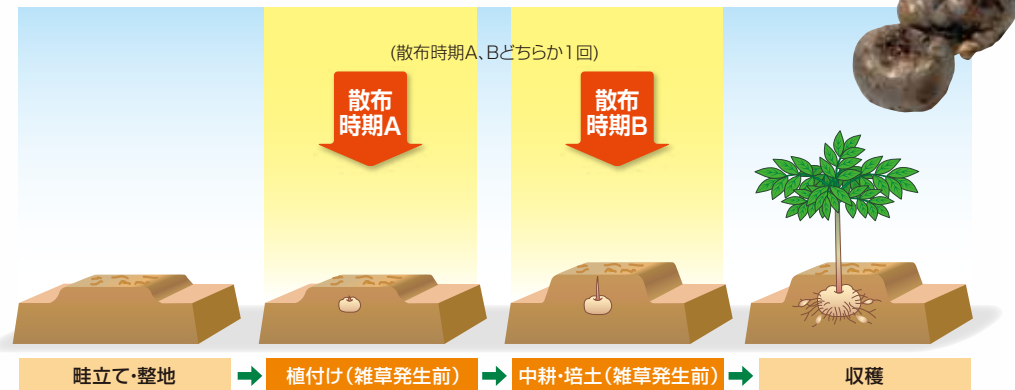 (散布時期A、Bどちらか1回)
散布
時期A
散布
時期B
畦立て・整地
植付け(雑草発生前)
中耕・培土(雑草発生前)
収穫